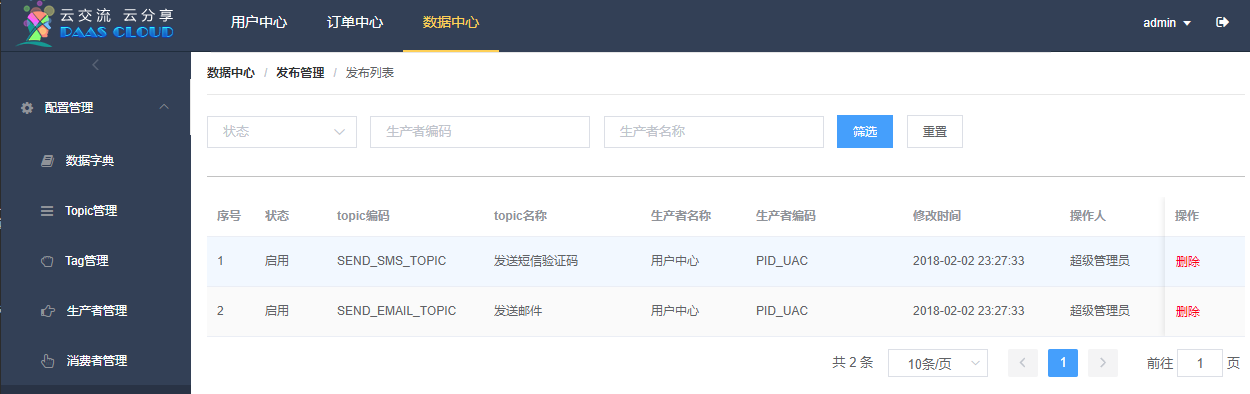 云交流 云分享
DAAS CLOUD
用户中心 订单中心 数据中心
admin
数据中心 / 发布管理 / 发布列表
配置管理
数据字典
Topic管理
Tag管理
生产者管理
消费者管理
状态 生产者编码 生产者名称 筛选 重置
序号 状态 topic编码 topic名称 生产者名称 生产者编码 修改时间 操作人 操作
1 启用 SEND_SMS_TOPIC 发送短信验证码 用户中心 PID_UAC 2018-02-02 23:27:33 超级管理员 删除
2 启用 SEND_EMAIL_TOPIC 发送邮件 用户中心 PID_UAC 2018-02-02 23:27:33 超级管理员 删除
共 2 条 10条/页 1 前往 1 页